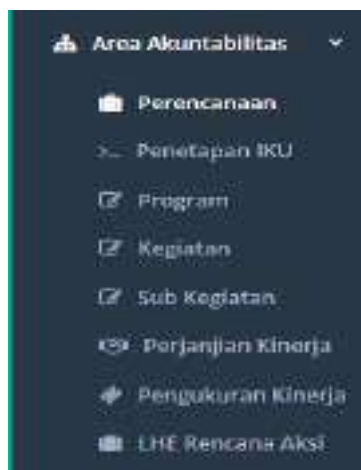 Area Akuntabilitas
Perencanaan
Penetapan IKU
Program
Kegiatan
Sub Kegiatan
Perjanjian Kinerja
Pengukuran Kinerja
LHE Rencana Aksi